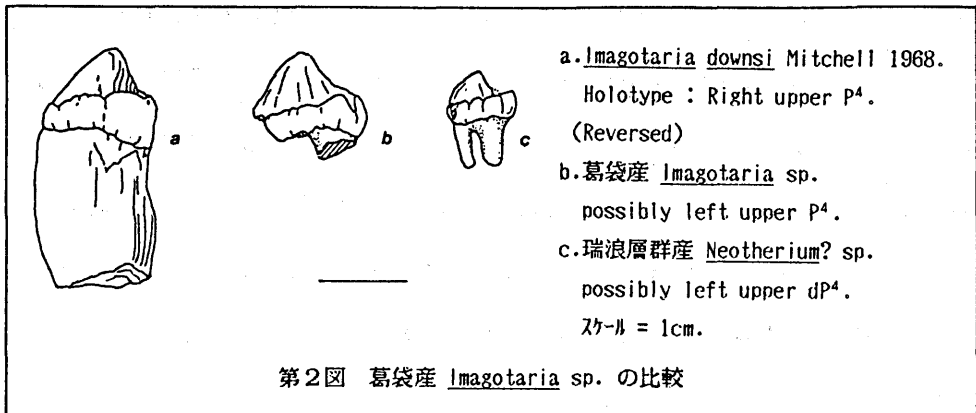 a
b
c
a.Imagotaria downsi Mitchell 1968.
Holotype : Right upper P⁴.
(Reversed)
b.葛袋産 Imagotaria sp.
possibly left upper P⁴.
c.瑞浪層群産 Neotherium? sp.
possibly left upper dP⁴.
ｽｹｰﾙ = 1cm.
第２図 葛袋産 Imagotaria sp. の比較